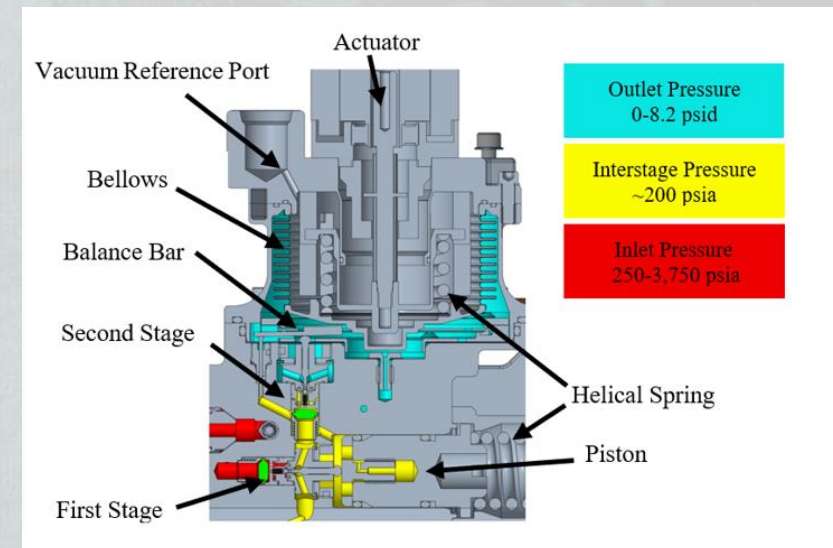 Actuator
Vacuum Reference Port
Bellows
Balance Bar
Second Stage
First Stage
Helical Spring
Piston
Outlet Pressure
0-8.2 psid
Interstage Pressure
~200 psia
Inlet Pressure
250-3,750 psia